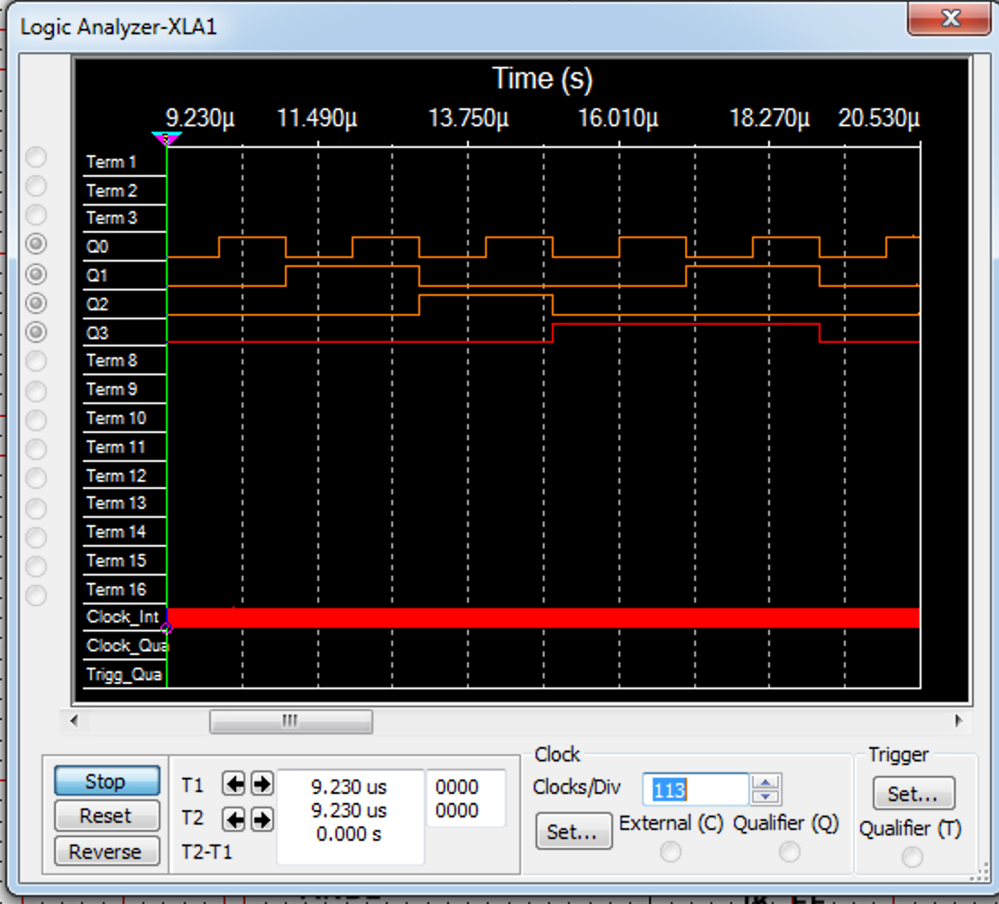 Logic Analyzer-XLA1
Time (s)
9.230µ 11.490µ 13.750µ 16.010µ 18.270µ 20.530µ
Term 1
Term 2
Term 3
Q0
Q1
Q2
Q3
Term 8
Term 9
Term 10
Term 11
Term 12
Term 13
Term 14
Term 15
Term 16
Clock_Int
Clock_Qua
Trigg_Qua
Stop
Reset
Reverse
T1 9.230 us 0000
T2 9.230 us 0000
T2-T1 0.000 s
Clock
Clocks/Div 113
Set...
External (C) Qualifier (Q)
Trigger
Set...
Qualifier (T)